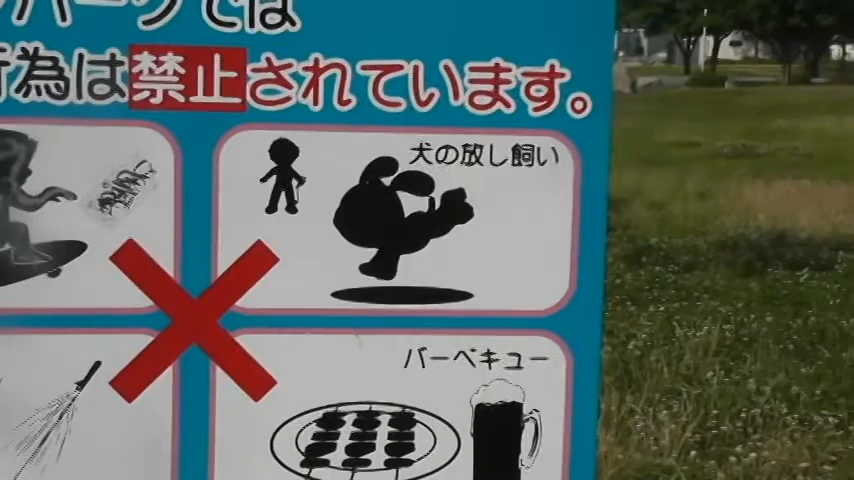 パークでは
行為は禁止されています。
犬の放し飼い
バーベキュー